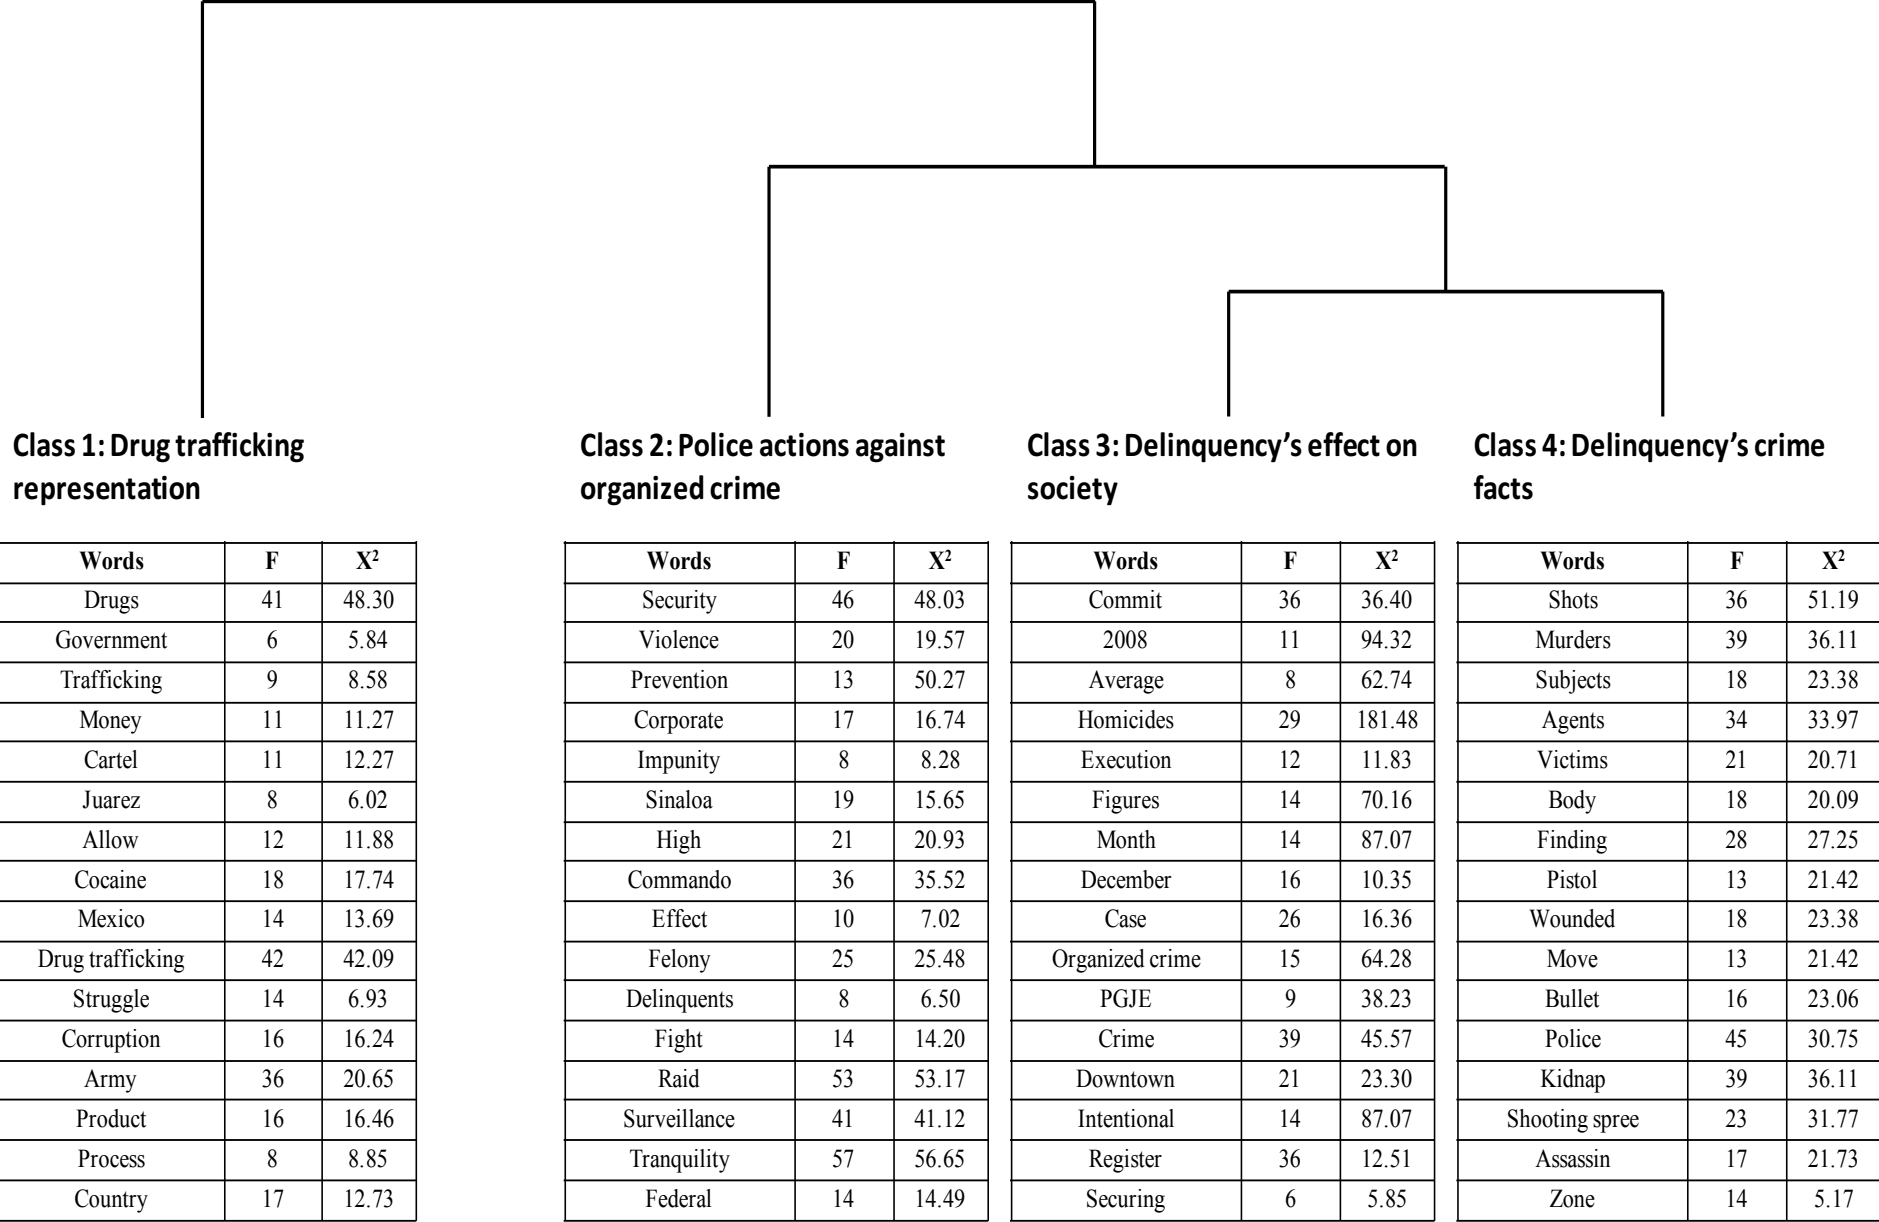 Class 1: Drug trafficking
representation
Words F X²
Drugs 41 48.30
Government 6 5.84
Trafficking 9 8.58
Money 11 11.27
Cartel 11 12.27
Juarez 8 6.02
Allow 12 11.88
Cocaine 18 17.74
Mexico 14 13.69
Drug trafficking 42 42.09
Struggle 14 6.93
Corruption 16 16.24
Army 36 20.65
Product 16 16.46
Process 8 8.85
Country 17 12.73
Class 2: Police actions against
organized crime
Words F X²
Security 46 48.03
Violence 20 19.57
Prevention 13 50.27
Corporate 17 16.74
Impunity 8 8.28
Sinaloa 19 15.65
High 21 20.93
Commando 36 35.52
Effect 10 7.02
Felony 25 25.48
Delinquents 8 6.50
Fight 14 14.20
Raid 53 53.17
Surveillance 41 41.12
Tranquility 57 56.65
Federal 14 14.49
Class 3: Delinquency’s effect on
society
Words F X²
Commit 36 36.40
2008 11 94.32
Average 8 62.74
Homicides 29 181.48
Execution 12 11.83
Figures 14 70.16
Month 14 87.07
December 16 10.35
Case 26 16.36
Organized crime 15 64.28
PGJE 9 38.23
Crime 39 45.57
Downtown 21 23.30
Intentional 14 87.07
Register 36 12.51
Securing 6 5.85
Class 4: Delinquency’s crime
facts
Words F X²
Shots 36 51.19
Murders 39 36.11
Subjects 18 23.38
Agents 34 33.97
Victims 21 20.71
Body 18 20.09
Finding 28 27.25
Pistol 13 21.42
Wounded 18 23.38
Move 13 21.42
Bullet 16 23.06
Police 45 30.75
Kidnap 39 36.11
Shooting spree 23 31.77
Assassin 17 21.73
Zone 14 5.17